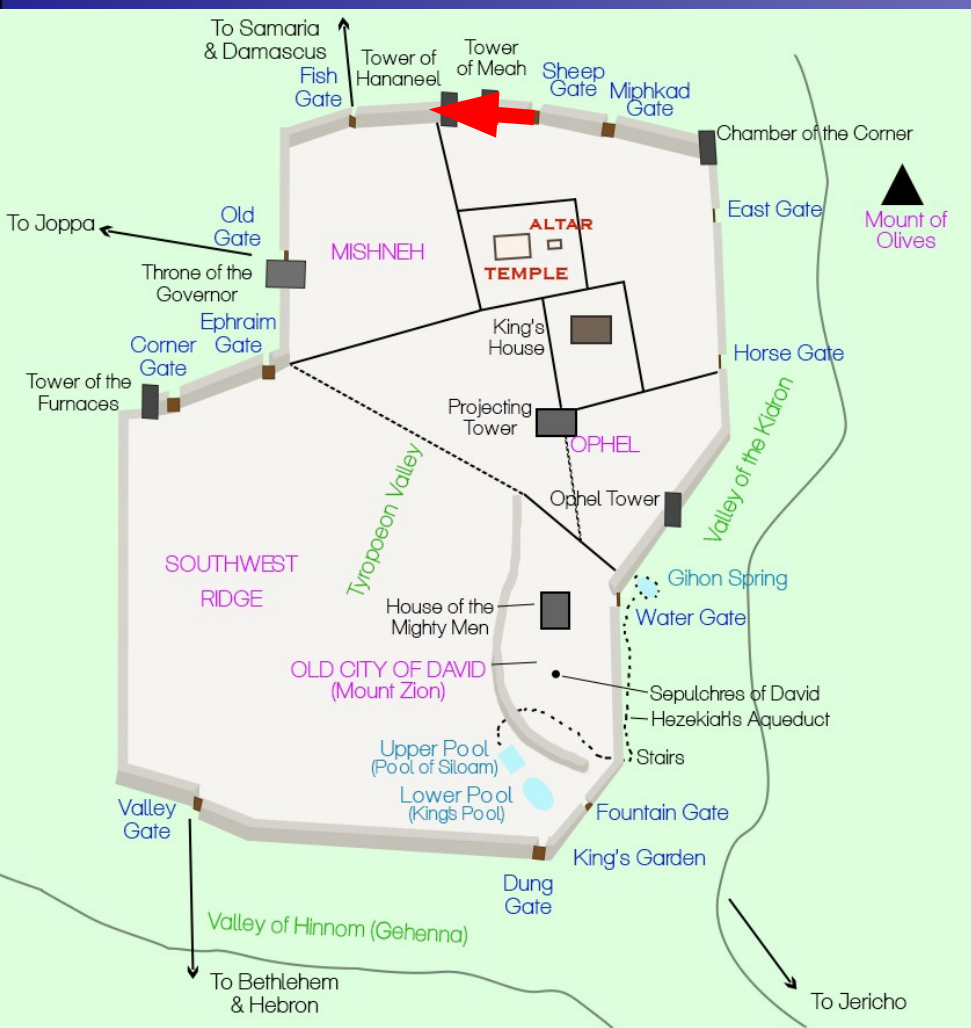 To Samaria
& Damascus
Tower of
Hananeel
Tower
of Meah
Fish
Gate
Sheep
Gate
Miphkad
Gate
Chamber of the Corner
East Gate
Mount of
Olives
To Joppa
Old
Gate
Throne of the
Governor
MISHNEH
ALTAR
TEMPLE
King's
House
Ephraim
Gate
Corner
Gate
Tower of the
Furnaces
Horse Gate
Projecting
Tower
OPHEL
Valley of the Kidron
Ophel Tower
Tyropoeon Valley
SOUTHWEST
RIDGE
Gihon Spring
Water Gate
House of the
Mighty Men
OLD CITY OF DAVID
(Mount Zion)
Sepulchres of David
Hezekiah's Aqueduct
Stairs
Upper Pool
(Pool of Siloam)
Lower Pool
(King's Pool)
Valley
Gate
Fountain Gate
King's Garden
Dung
Gate
Valley of Hinnom (Gehenna)
To Bethlehem
& Hebron
To Jericho